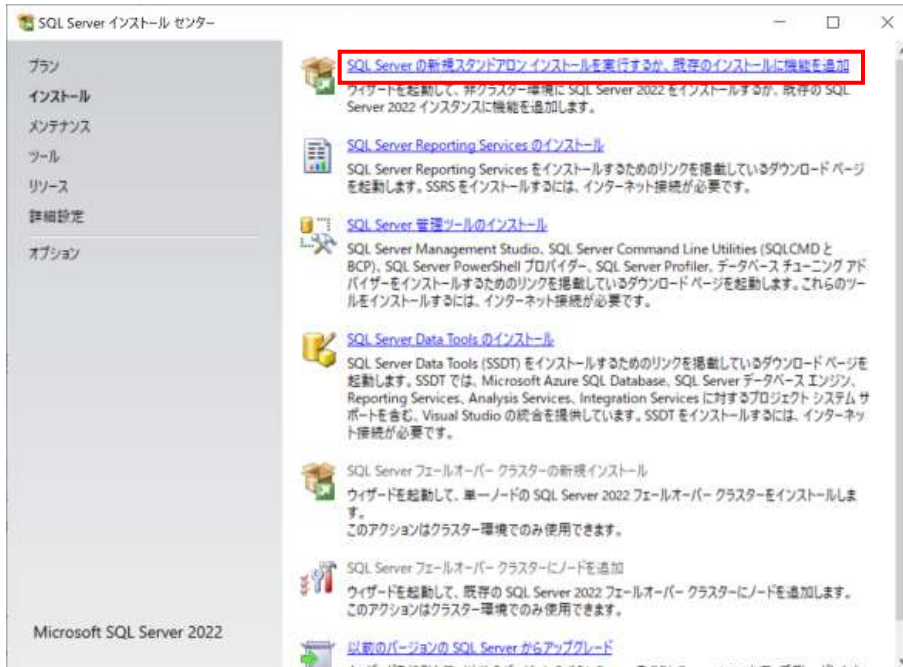 SQL Server インストール センター
プラン
インストール
メンテナンス
ツール
リソース
詳細設定
オプション
Microsoft SQL Server 2022
SQL Server の新規スタンドアロン インストールを実行するか、既存のインストールに機能を追加
ウィザードを起動して、非クラスター環境に SQL Server 2022 をインストールするか、既存の SQL
Server 2022 インスタンスに機能を追加します。
SQL Server Reporting Services のインストール
SQL Server Reporting Services をインストールするためのリンクを掲載しているダウンロード ページ
を起動します。SSRS をインストールするには、インターネット接続が必要です。
SQL Server 管理ツールのインストール
SQL Server Management Studio、SQL Server Command Line Utilities (SQLCMD と
BCP)、SQL Server PowerShell プロバイダー、SQL Server Profiler、データベース チューニング アド
バイザーをインストールするためのリンクを掲載しているダウンロード ページを起動します。これらのツー
ルをインストールするには、インターネット接続が必要です。
SQL Server Data Tools のインストール
SQL Server Data Tools (SSDT) をインストールするためのリンクを掲載しているダウンロード ページを
起動します。SSDT では、Microsoft Azure SQL Database、SQL Server データベース エンジン、
Reporting Services、Analysis Services、Integration Services に対するプロジェクト システム サ
ポートを含む、Visual Studio の統合を提供しています。SSDT をインストールするには、インターネッ
ト接続が必要です。
SQL Server フェールオーバー クラスターの新規インストール
ウィザードを起動して、単一ノードの SQL Server 2022 フェールオーバー クラスターをインストールしま
す。
このアクションはクラスター環境でのみ使用できます。
SQL Server フェールオーバー クラスターにノードを追加
ウィザードを起動して、既存の SQL Server 2022 フェールオーバー クラスターにノードを追加します。
このアクションはクラスター環境でのみ使用できます。
以前のバージョンの SQL Server からアップグレード